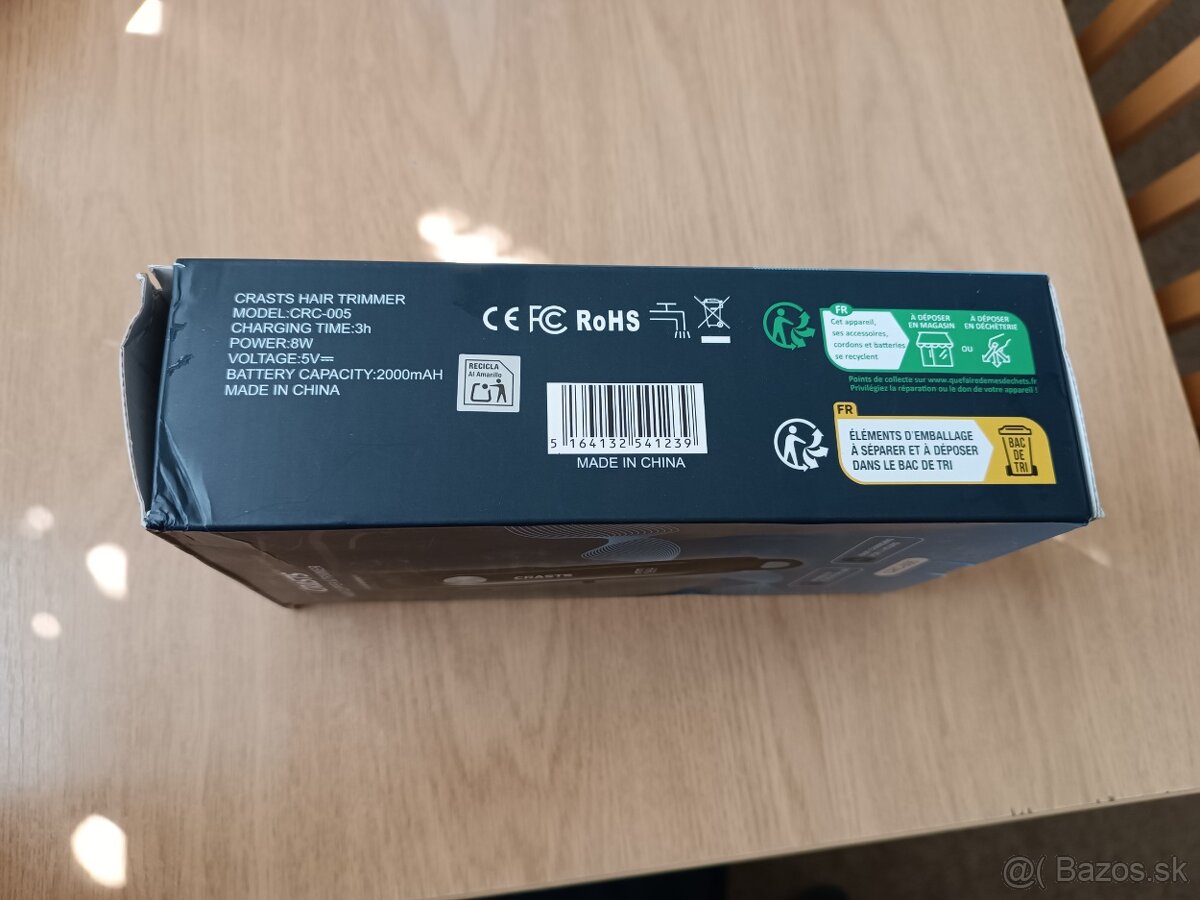 CRASTS HAIR TRIMMER
MODEL:CRC-005
CHARGING TIME:3h
POWER:8W
VOLTAGE:5V⎓
BATTERY CAPACITY:2000mAH
MADE IN CHINA
CE FC RoHS
RECICLA
Al Amarillo
5 164132 541239
MADE IN CHINA
FR
Cet appareil,
ses accessoires,
cordons et batteries
se recyclent
À DÉPOSER
EN MAGASIN
OU
À DÉPOSER
EN DÉCHÈTERIE
Points de collecte sur www.quefairedemesdechets.fr
Privilégiez la réparation ou le don de votre appareil !
FR
ÉLÉMENTS D'EMBALLAGE
À SÉPARER ET À DÉPOSER
DANS LE BAC DE TRI
BAC
DE
TRI
CRASTS
@( Bazos.sk